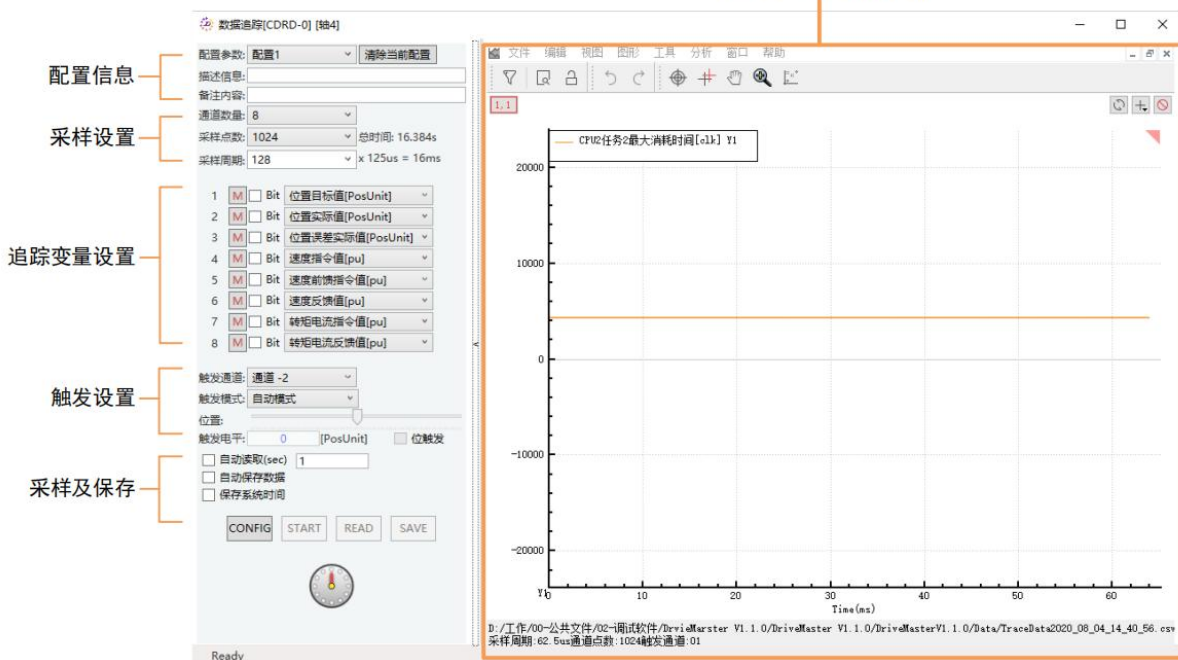 数据追踪[CDRD-0] [轴4]
配置信息
配置参数: 配置1 清除当前配置
描述信息:
备注内容:
采样设置
通道数量: 8
采样点数: 1024 总时间: 16.384s
采样周期: 128 x 125us = 16ms
追踪变量设置
1 M Bit 位置目标值[PosUnit]
2 M Bit 位置实际值[PosUnit]
3 M Bit 位置误差实际值[PosUnit]
4 M Bit 速度指令值[pu]
5 M Bit 速度前馈指令值[pu]
6 M Bit 速度反馈值[pu]
7 M Bit 转矩电流指令值[pu]
8 M Bit 转矩电流反馈值[pu]
触发设置
触发通道: 通道 -2
触发模式: 自动模式
位置:
触发电平: 0 [PosUnit] 位触发
采样及保存
自动读取(sec) 1
自动保存数据
保存系统时间
CONFIG START READ SAVE
Ready
文件 编辑 视图 图形 工具 分析 窗口 帮助
1,1
CPU2任务2最大消耗时间[clk] Y1
20000
10000
0
-10000
-20000
Y1 0 10 20 30 40 50 60
Time(ms)
D:/工作/00-公共文件/02-调试软件/DrvieMarster V1.1.0/DriveMaster V1.1.0/DriveMasterV1.1.0/Data/TraceData2020_08_04_14_40_56.csv
采样周期:62.5us通道点数:1024触发通道:01